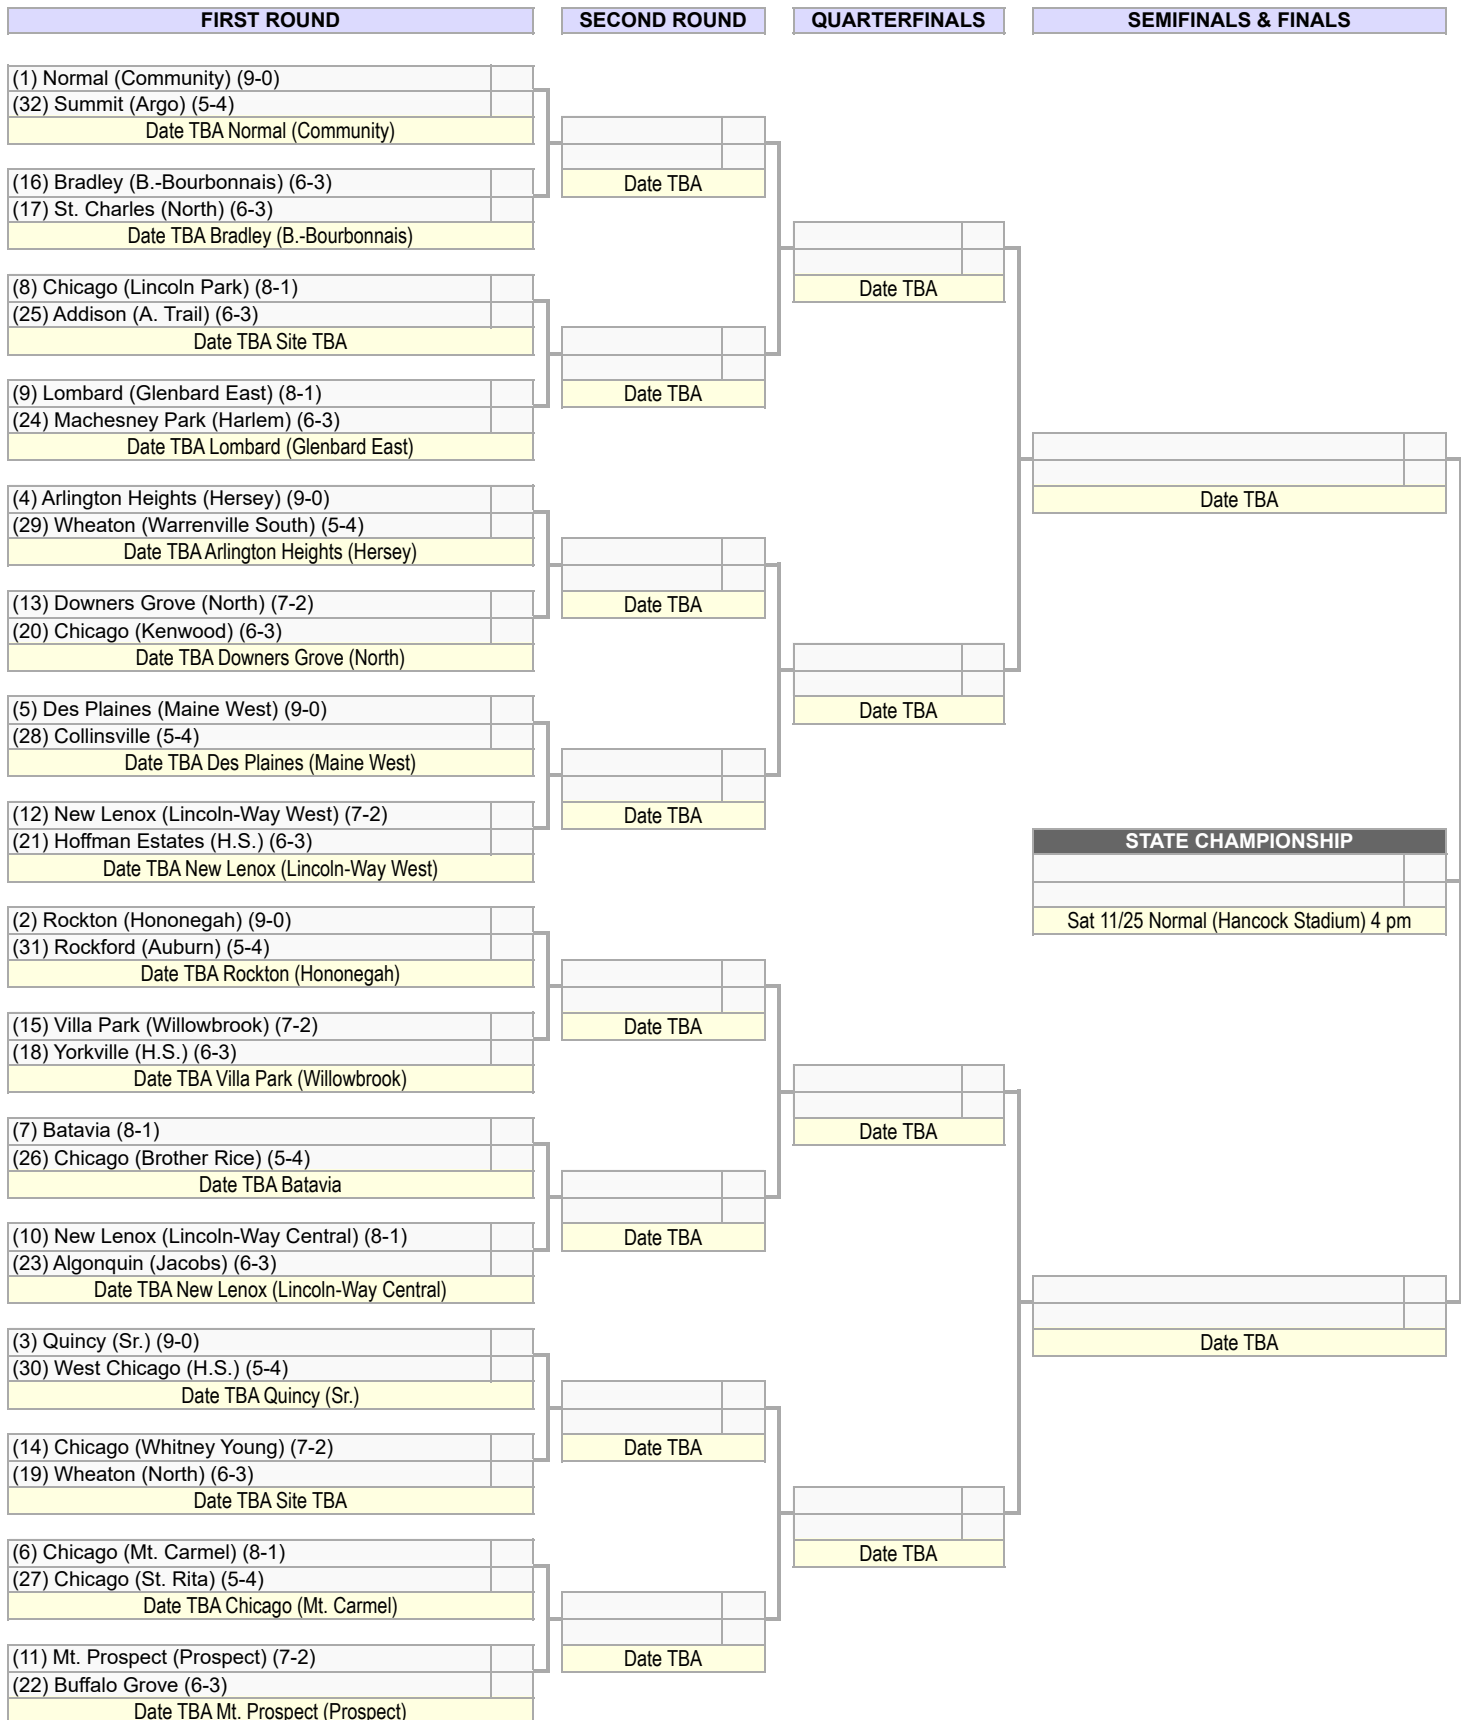 FIRST ROUND
SECOND ROUND
QUARTERFINALS
SEMIFINALS & FINALS
(1) Normal (Community) (9-0)
(32) Summit (Argo) (5-4)
Date TBA Normal (Community)
(16) Bradley (B.-Bourbonnais) (6-3)
(17) St. Charles (North) (6-3)
Date TBA Bradley (B.-Bourbonnais)
(8) Chicago (Lincoln Park) (8-1)
(25) Addison (A. Trail) (6-3)
Date TBA Site TBA
(9) Lombard (Glenbard East) (8-1)
(24) Machesney Park (Harlem) (6-3)
Date TBA Lombard (Glenbard East)
(4) Arlington Heights (Hersey) (9-0)
(29) Wheaton (Warrenville South) (5-4)
Date TBA Arlington Heights (Hersey)
(13) Downers Grove (North) (7-2)
(20) Chicago (Kenwood) (6-3)
Date TBA Downers Grove (North)
(5) Des Plaines (Maine West) (9-0)
(28) Collinsville (5-4)
Date TBA Des Plaines (Maine West)
(12) New Lenox (Lincoln-Way West) (7-2)
(21) Hoffman Estates (H.S.) (6-3)
Date TBA New Lenox (Lincoln-Way West)
(2) Rockton (Hononegah) (9-0)
(31) Rockford (Auburn) (5-4)
Date TBA Rockton (Hononegah)
(15) Villa Park (Willowbrook) (7-2)
(18) Yorkville (H.S.) (6-3)
Date TBA Villa Park (Willowbrook)
(7) Batavia (8-1)
(26) Chicago (Brother Rice) (5-4)
Date TBA Batavia
(10) New Lenox (Lincoln-Way Central) (8-1)
(23) Algonquin (Jacobs) (6-3)
Date TBA New Lenox (Lincoln-Way Central)
(3) Quincy (Sr.) (9-0)
(30) West Chicago (H.S.) (5-4)
Date TBA Quincy (Sr.)
(14) Chicago (Whitney Young) (7-2)
(19) Wheaton (North) (6-3)
Date TBA Site TBA
(6) Chicago (Mt. Carmel) (8-1)
(27) Chicago (St. Rita) (5-4)
Date TBA Chicago (Mt. Carmel)
(11) Mt. Prospect (Prospect) (7-2)
(22) Buffalo Grove (6-3)
Date TBA Mt. Prospect (Prospect)
Date TBA
Date TBA
Date TBA
Date TBA
Date TBA
Date TBA
Date TBA
Date TBA
Date TBA
Date TBA
Date TBA
Date TBA
Date TBA
STATE CHAMPIONSHIP
Sat 11/25 Normal (Hancock Stadium) 4 pm
Date TBA